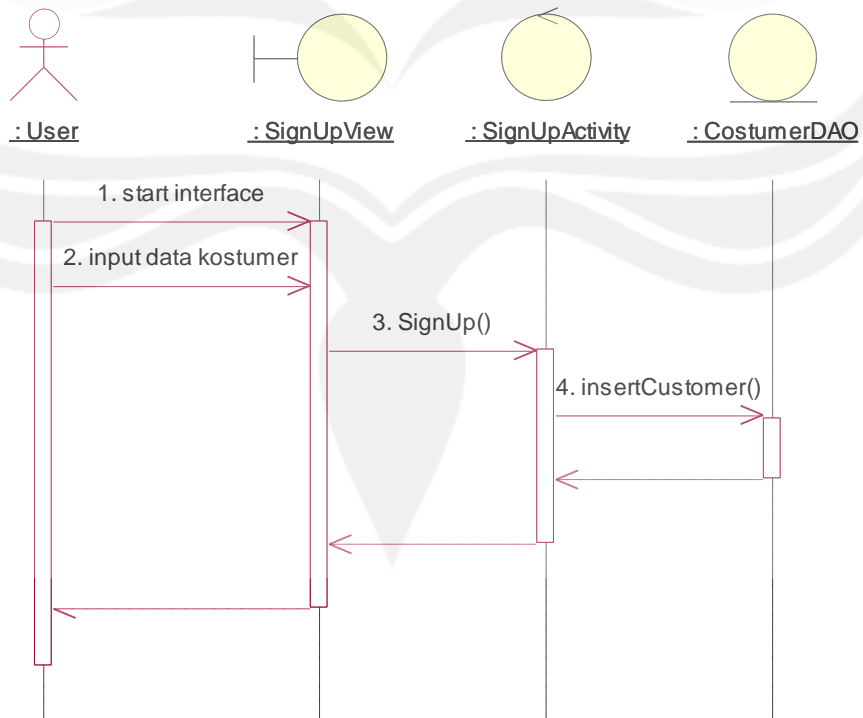 : User
: SignUpView
: SignUpActivity
: CostumerDAO
1. start interface
2. input data kostumer
3. SignUp()
4. insertCustomer()